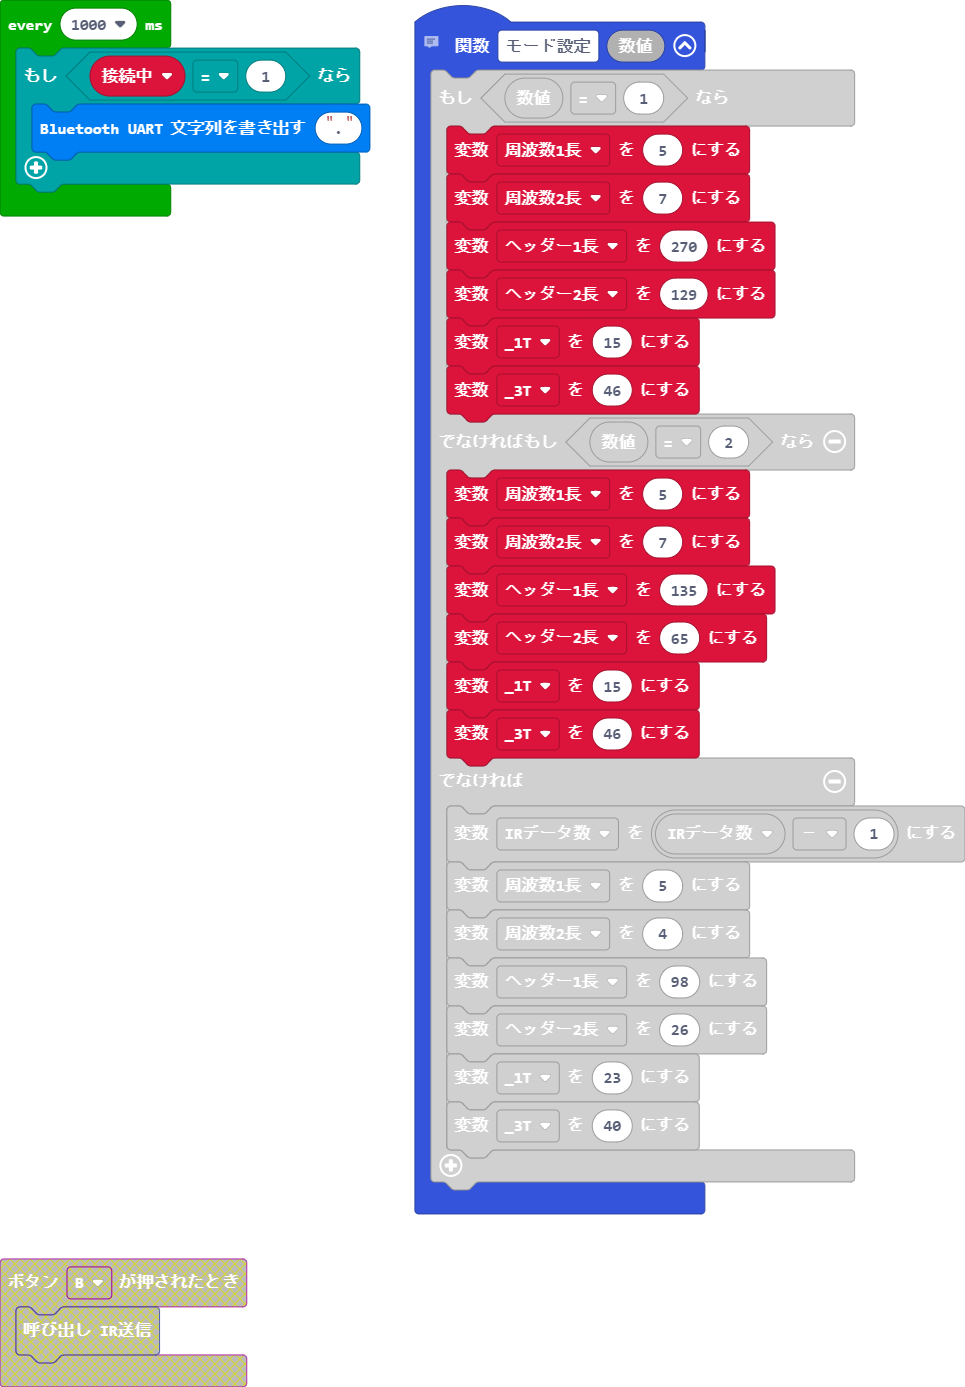 every 1000 ms
もし 接続中 = 1 なら
Bluetooth UART 文字列を書き出す "."
関数 モード設定 数値
もし 数値 = 1 なら
変数 周波数1長 を 5 にする
変数 周波数2長 を 7 にする
変数 ヘッダー1長 を 270 にする
変数 ヘッダー2長 を 129 にする
変数 _1T を 15 にする
変数 _3T を 46 にする
でなければもし 数値 = 2 なら
変数 周波数1長 を 5 にする
変数 周波数2長 を 7 にする
変数 ヘッダー1長 を 135 にする
変数 ヘッダー2長 を 65 にする
変数 _1T を 15 にする
変数 _3T を 46 にする
でなければ
変数 IRデータ数 を IRデータ数 - 1 にする
変数 周波数1長 を 5 にする
変数 周波数2長 を 4 にする
変数 ヘッダー1長 を 98 にする
変数 ヘッダー2長 を 26 にする
変数 _1T を 23 にする
変数 _3T を 40 にする
ボタン B が押されたとき
呼び出し IR送信